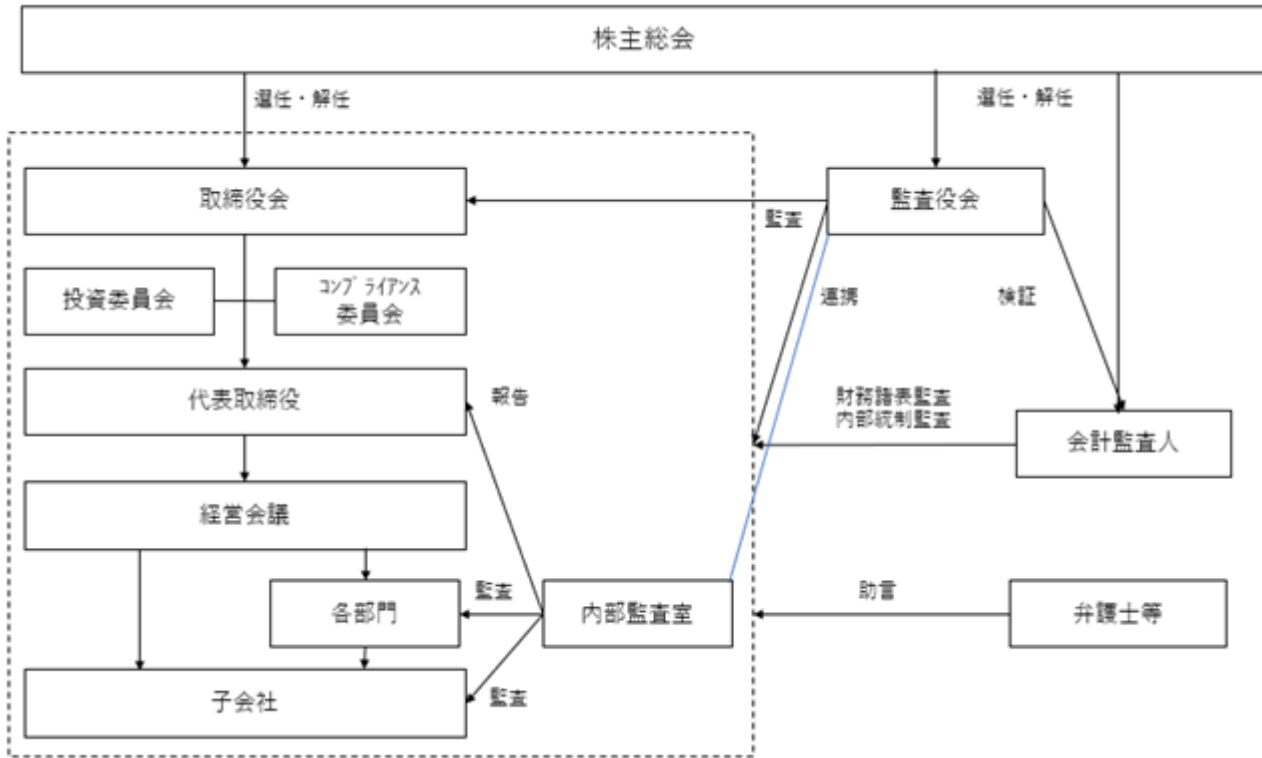 株主総会
選任・解任
選任・解任
取締役会
監査役会
監査
投資委員会
コンプライアンス
委員会
連携
検証
代表取締役
報告
財務諸表監査
内部統制監査
会計監査人
経営会議
各部門
監査
内部監査室
助言
弁護士等
子会社
監査